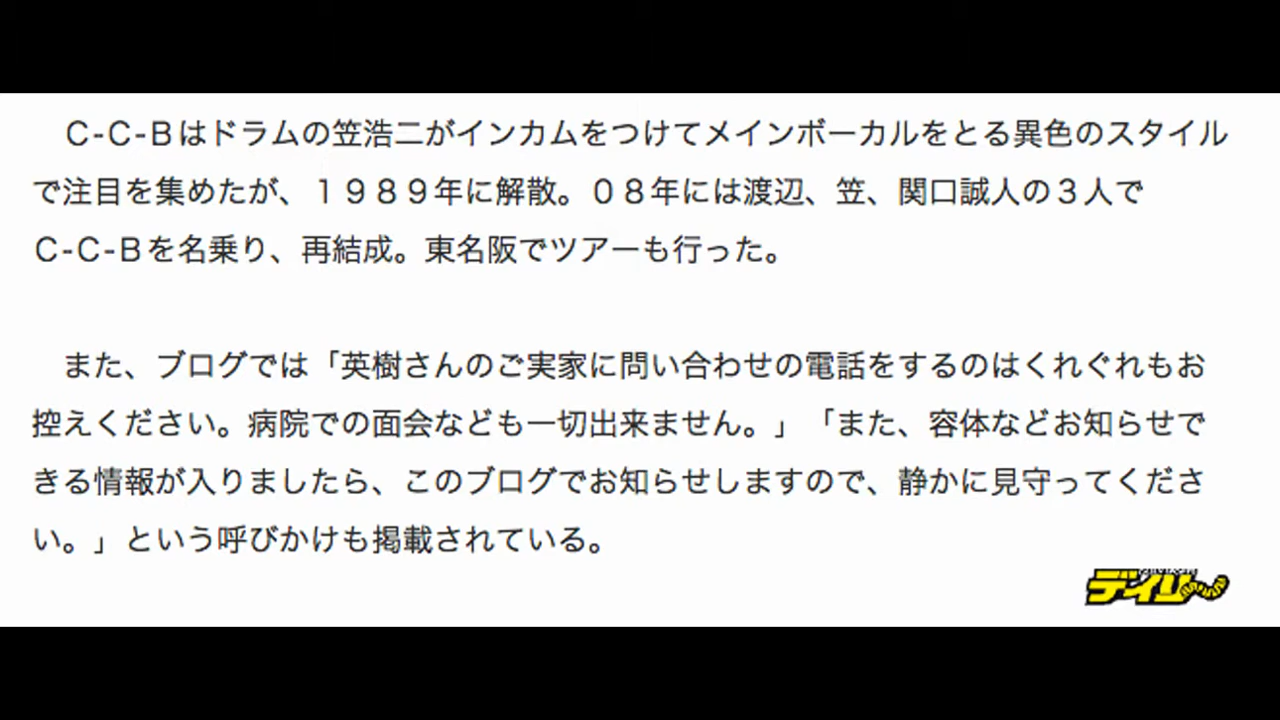 Ｃ-Ｃ-Ｂはドラムの笠浩二がインカムをつけてメインボーカルをとる異色のスタイル
で注目を集めたが、１９８９年に解散。０８年には渡辺、笠、関口誠人の３人で
Ｃ-Ｃ-Ｂを名乗り、再結成。東名阪でツアーも行った。
　また、ブログでは「英樹さんのご実家に問い合わせの電話をするのはくれぐれもお
控えください。病院での面会なども一切出来ません。」「また、容体などお知らせで
きる情報が入りましたら、このブログでお知らせしますので、静かに見守ってくださ
い。」という呼びかけも掲載されている。
デイリー